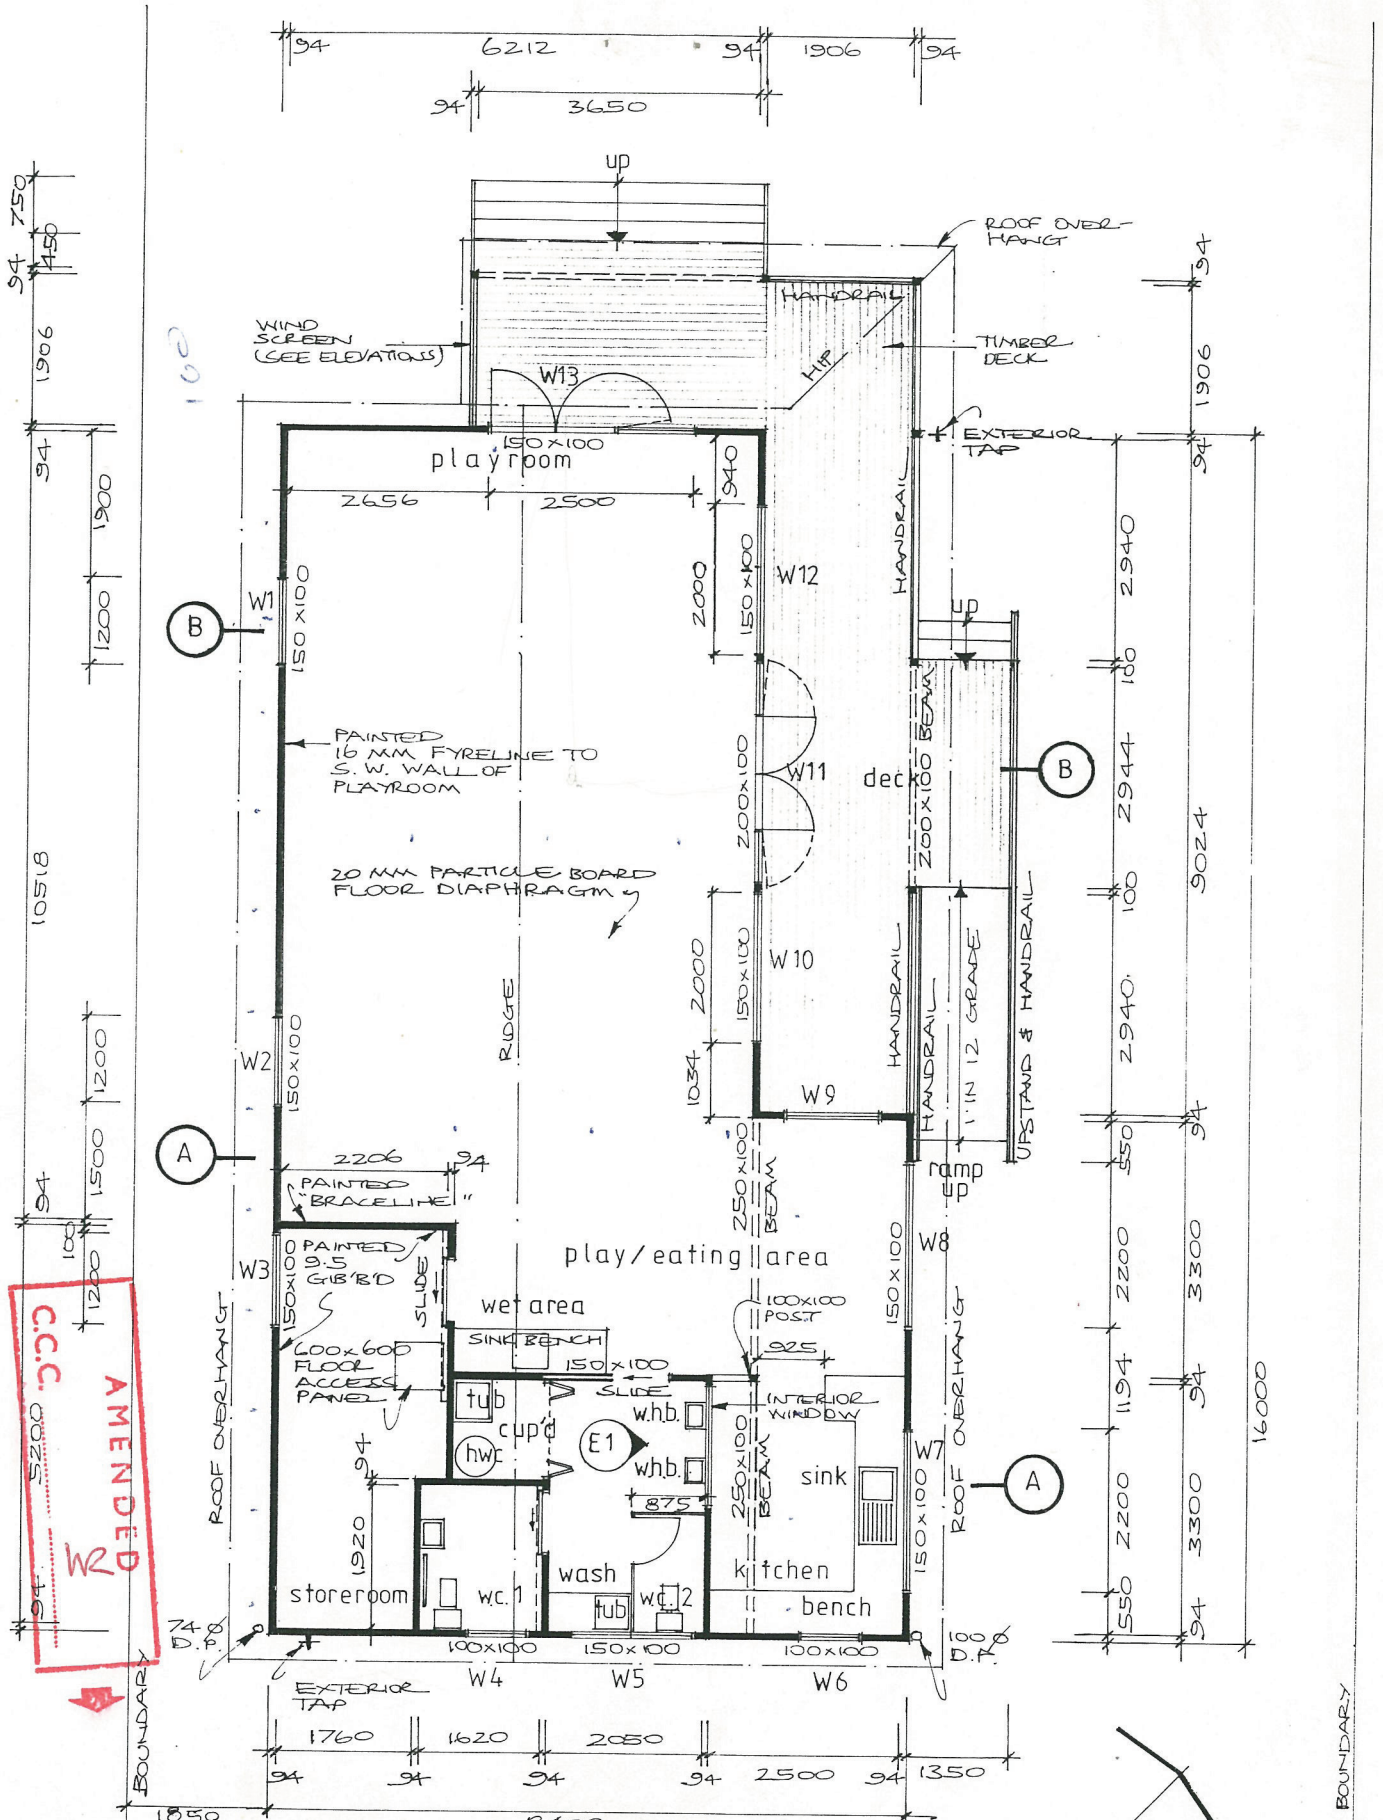 94
6212
94
1906
94
94
3650
750
94
450
1906
94
10518
94
5200
94
1900
1200
1200
1500
100
1200
100
up
ROOF OVER-
HANG
HANDRAIL
WIND
SCREEN
(SEE ELEVATIONS)
TIMBER
DECK
HIP
W13
150X100
playroom
EXTERIOR
TAP
2656
2500
940
HANDRAIL
94
1906
94
2940
W1
150X100
B
2000
150X100
W12
up
100
PAINTED
16 MM FYRELINE TO
S. W. WALL OF
PLAYROOM
200X100
W11
deck
200X100 BEAM
B
2944
9024
20 MM PARTICLE BOARD
FLOOR DIAPHRAGM
100
2000
150X100
W10
HANDRAIL
HANDRAIL
1 IN 12 GRADE
UPSTAND & HANDRAIL
2940
RIDGE
W2
150X100
1034
W9
94
A
2206
94
PAINTED
"BRACELINE"
250X100
BEAM
ramp
up
550
W3
150X100
PAINTED
9.5
GIB'B'D
SLIDE
play/eating area
W8
150X100
2200
3300
wet area
SINK BENCH
100X100
POST
925
ROOF OVERHANG
600x600
FLOOR
ACCESS
PANEL
150X100
SLIDE
ROOF OVERHANG
1194
94
16000
AMENDED
C.C.C.
WR
tub
cup'd
hwc
E1
w.h.b.
w.h.b.
INTERIOR
WINDOW
250X100
BEAM
sink
W7
150X100
A
94
875
1920
2200
3300
storeroom
wc.1
wash
tub
w.c.2
kitchen
bench
550
94
74 Ø
D.P.
100X100
150X100
100X100
100 Ø
D.P.
W4
W5
W6
EXTERIOR
TAP
1760
1620
2050
94
94
94
94
2500
94
1350
BOUNDARY
BOUNDARY
1850